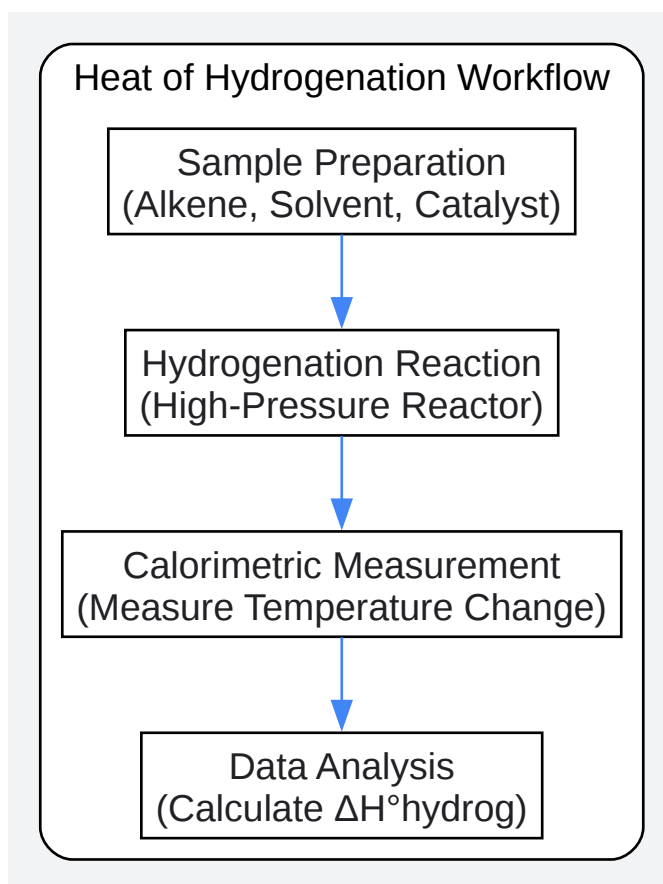 Heat of Hydrogenation Workflow
Sample Preparation
(Alkene, Solvent, Catalyst)
Hydrogenation Reaction
(High-Pressure Reactor)
Calorimetric Measurement
(Measure Temperature Change)
Data Analysis
(Calculate ΔH°hydrog)